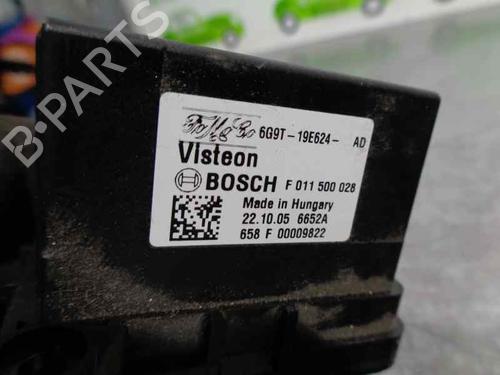 6G9T-19E624- AD
Visteon
BOSCH F 011 500 028
Made in Hungary
22.10.05 6652A
658 F 00009822
B-PARTS